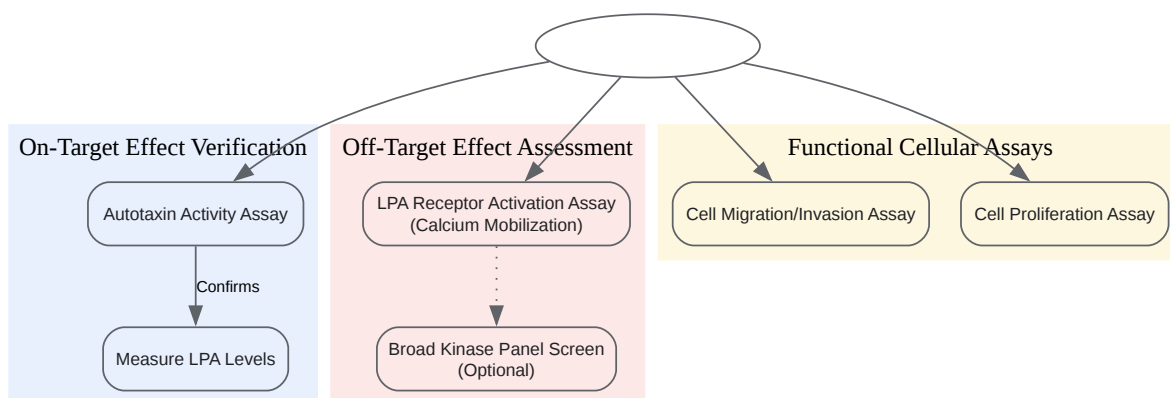 On-Target Effect Verification
Off-Target Effect Assessment
Functional Cellular Assays
Autotaxin Activity Assay
LPA Receptor Activation Assay
(Calcium Mobilization)
Cell Migration/Invasion Assay
Cell Proliferation Assay
Confirms
Measure LPA Levels
Broad Kinase Panel Screen
(Optional)